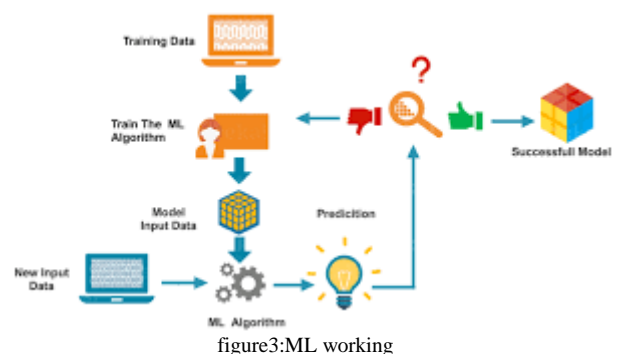 Training Data
?
Train The ML
Algorithm
Successfull Model
Model
Input Data
Predicition
New Input
Data
ML Algorithm
figure3:ML working